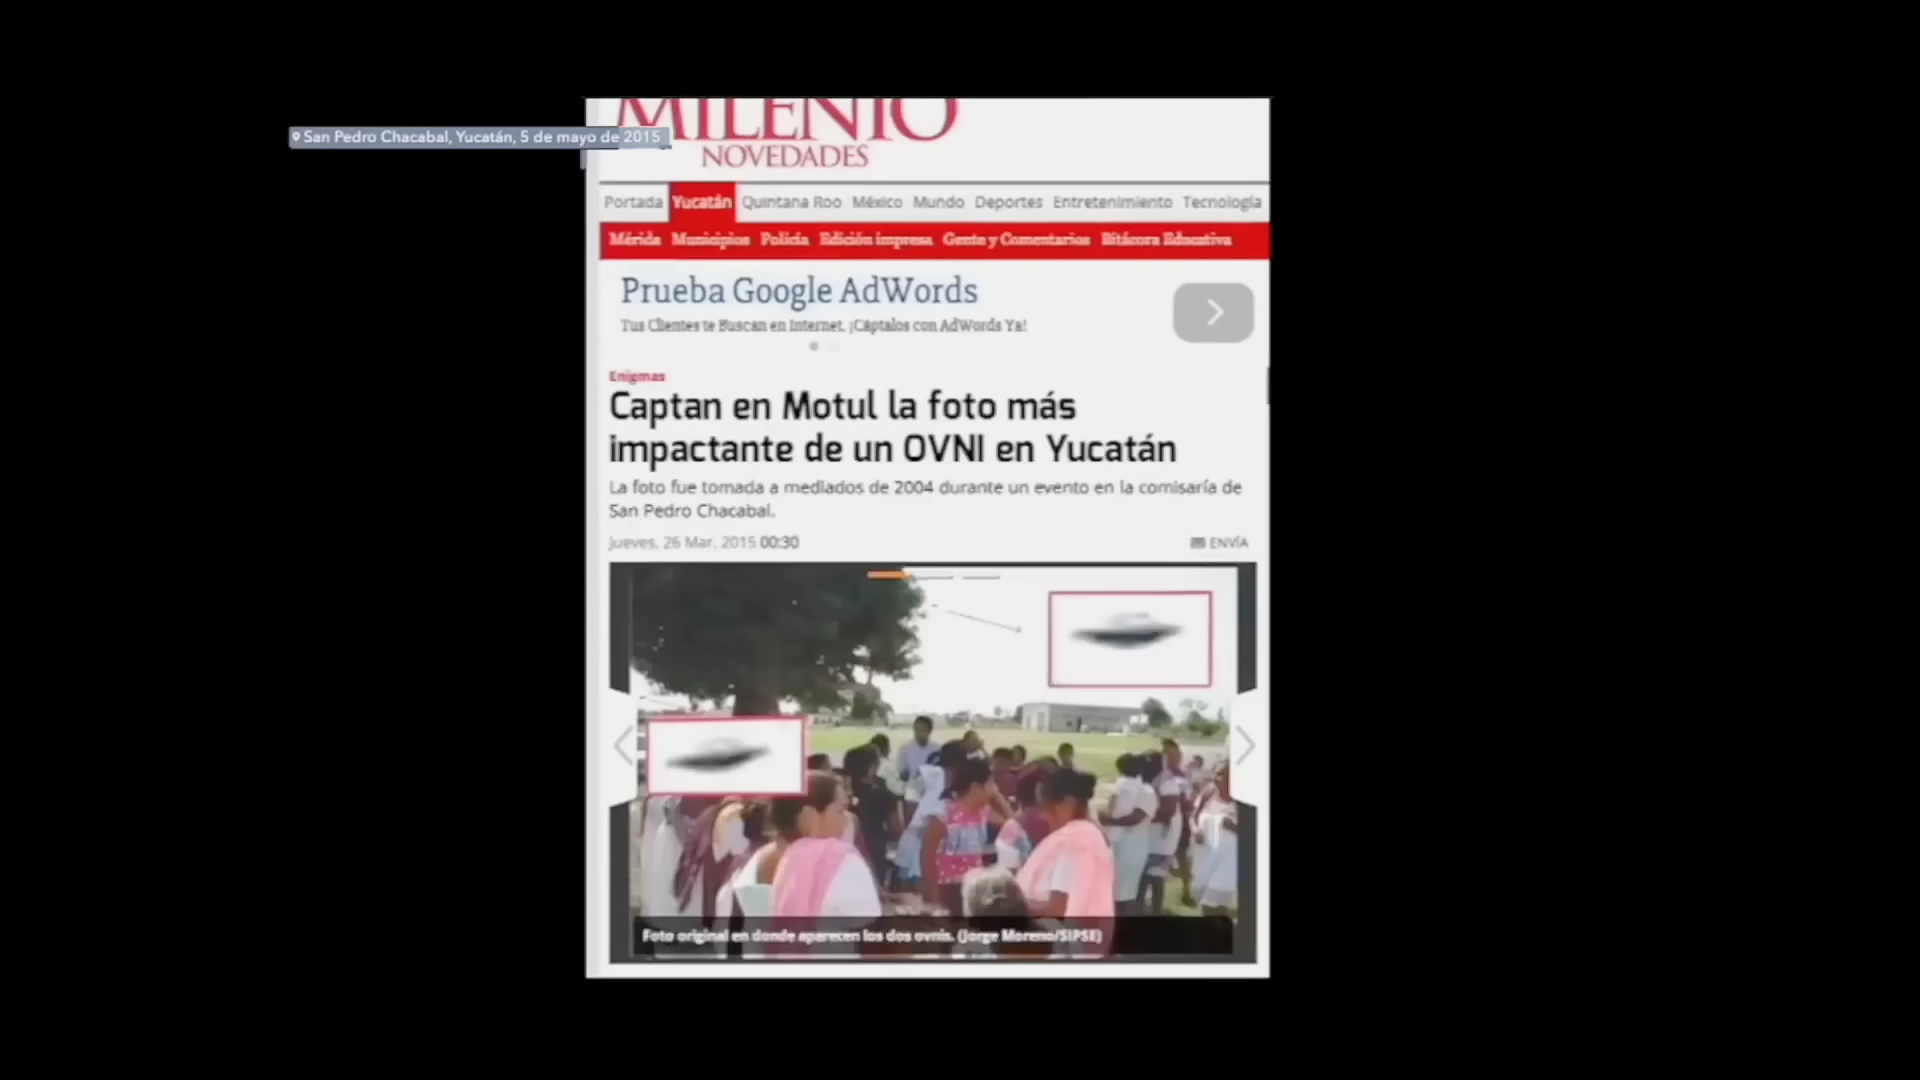 MILENIO
San Pedro Chacabal, Yucatán, 5 de mayo de 2015
NOVEDADES
Portada Yucatán Quintana Roo México Mundo Deportes Entretenimiento Tecnología
Mérida Municipios Policía Edición impresa Gente y Comentarios Bitácora Educativa
Prueba Google AdWords
Tus Clientes te Buscan en Internet. ¡Cáptalos con AdWords Ya!
Enigmas
Captan en Motul la foto más
impactante de un OVNI en Yucatán
La foto fue tomada a mediados de 2004 durante un evento en la comisaría de
San Pedro Chacabal.
Jueves, 26 Mar, 2015 00:30
ENVÍA
Foto original en donde aparecen los dos ovnis. (Jorge Moreno/SIPSE)